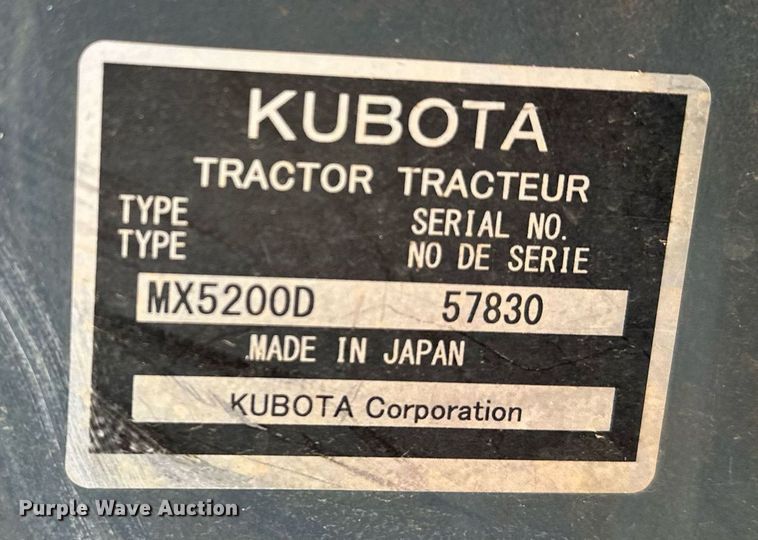 KUBOTA
TRACTOR TRACTEUR
TYPE SERIAL NO.
TYPE NO DE SERIE
MX5200D 57830
MADE IN JAPAN
KUBOTA Corporation
Purple Wave Auction